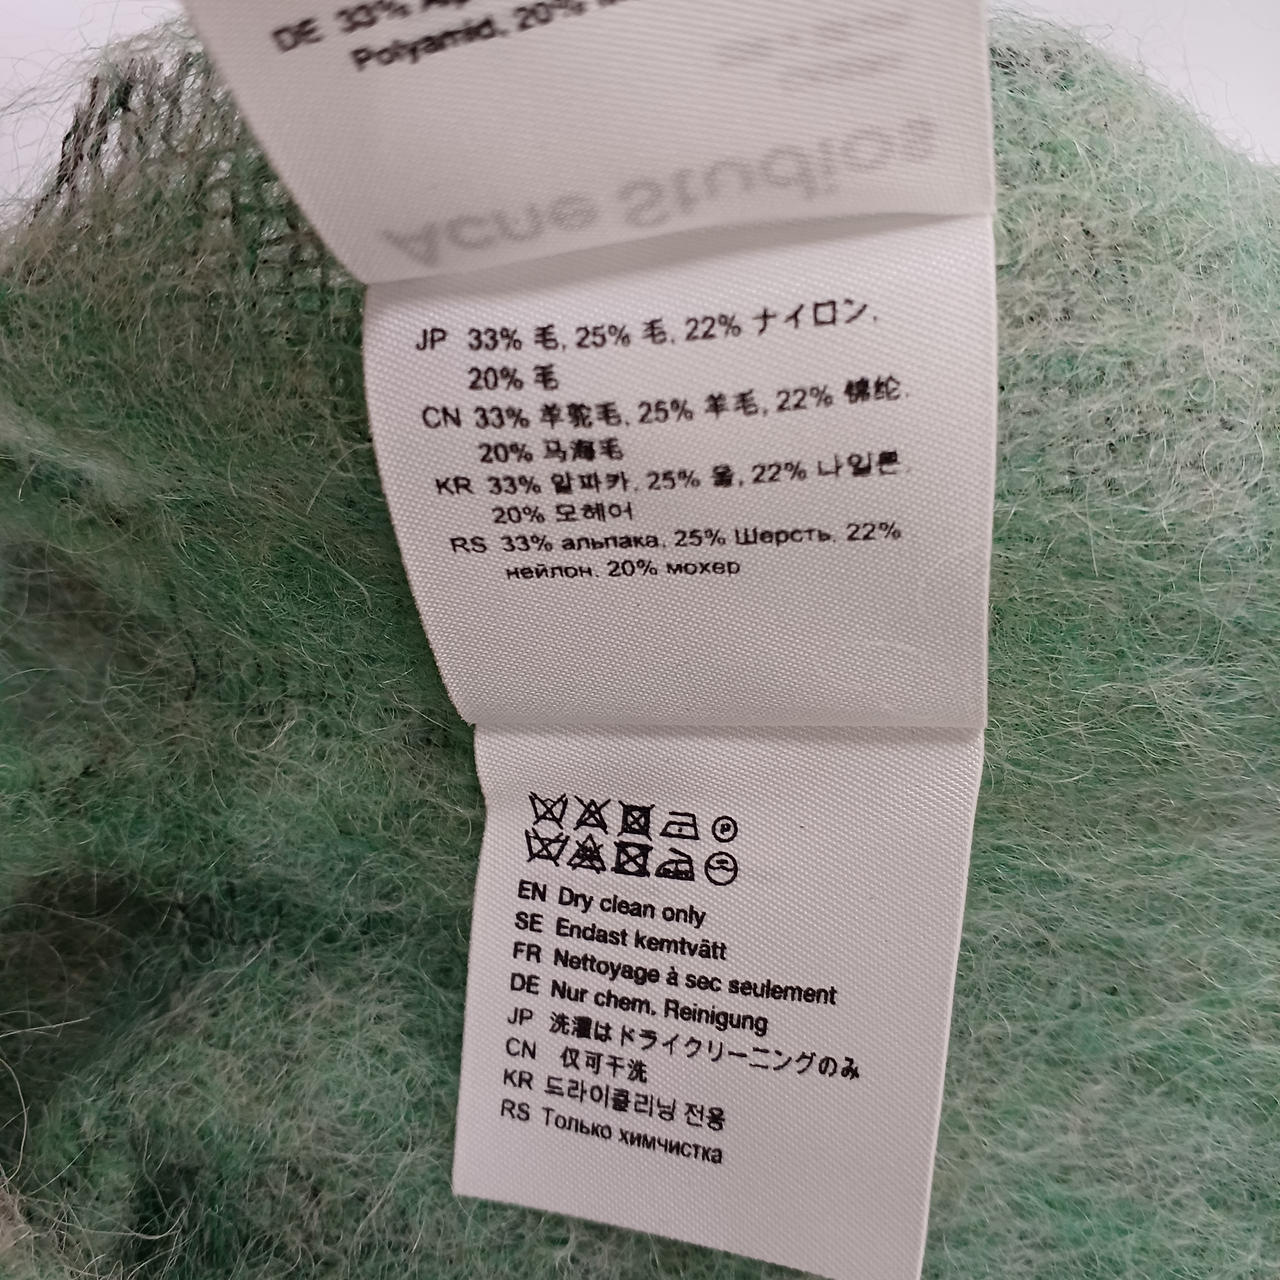 DE 33%
Polyamid, 20%
Acne Studios
JP 33% 毛, 25% 毛, 22% ナイロン,
20% 毛
CN 33% 羊驼毛, 25% 羊毛, 22% 锦纶,
20% 马海毛
KR 33% 알파카, 25% 울, 22% 나일론,
20% 모헤어
RS 33% альпака, 25% Шерсть, 22%
нейлон, 20% мохер
EN Dry clean only
SE Endast kemtvätt
FR Nettoyage à sec seulement
DE Nur chem. Reinigung
JP 洗濯はドライクリーニングのみ
CN 仅可干洗
KR 드라이클리닝 전용
RS Только химчистка